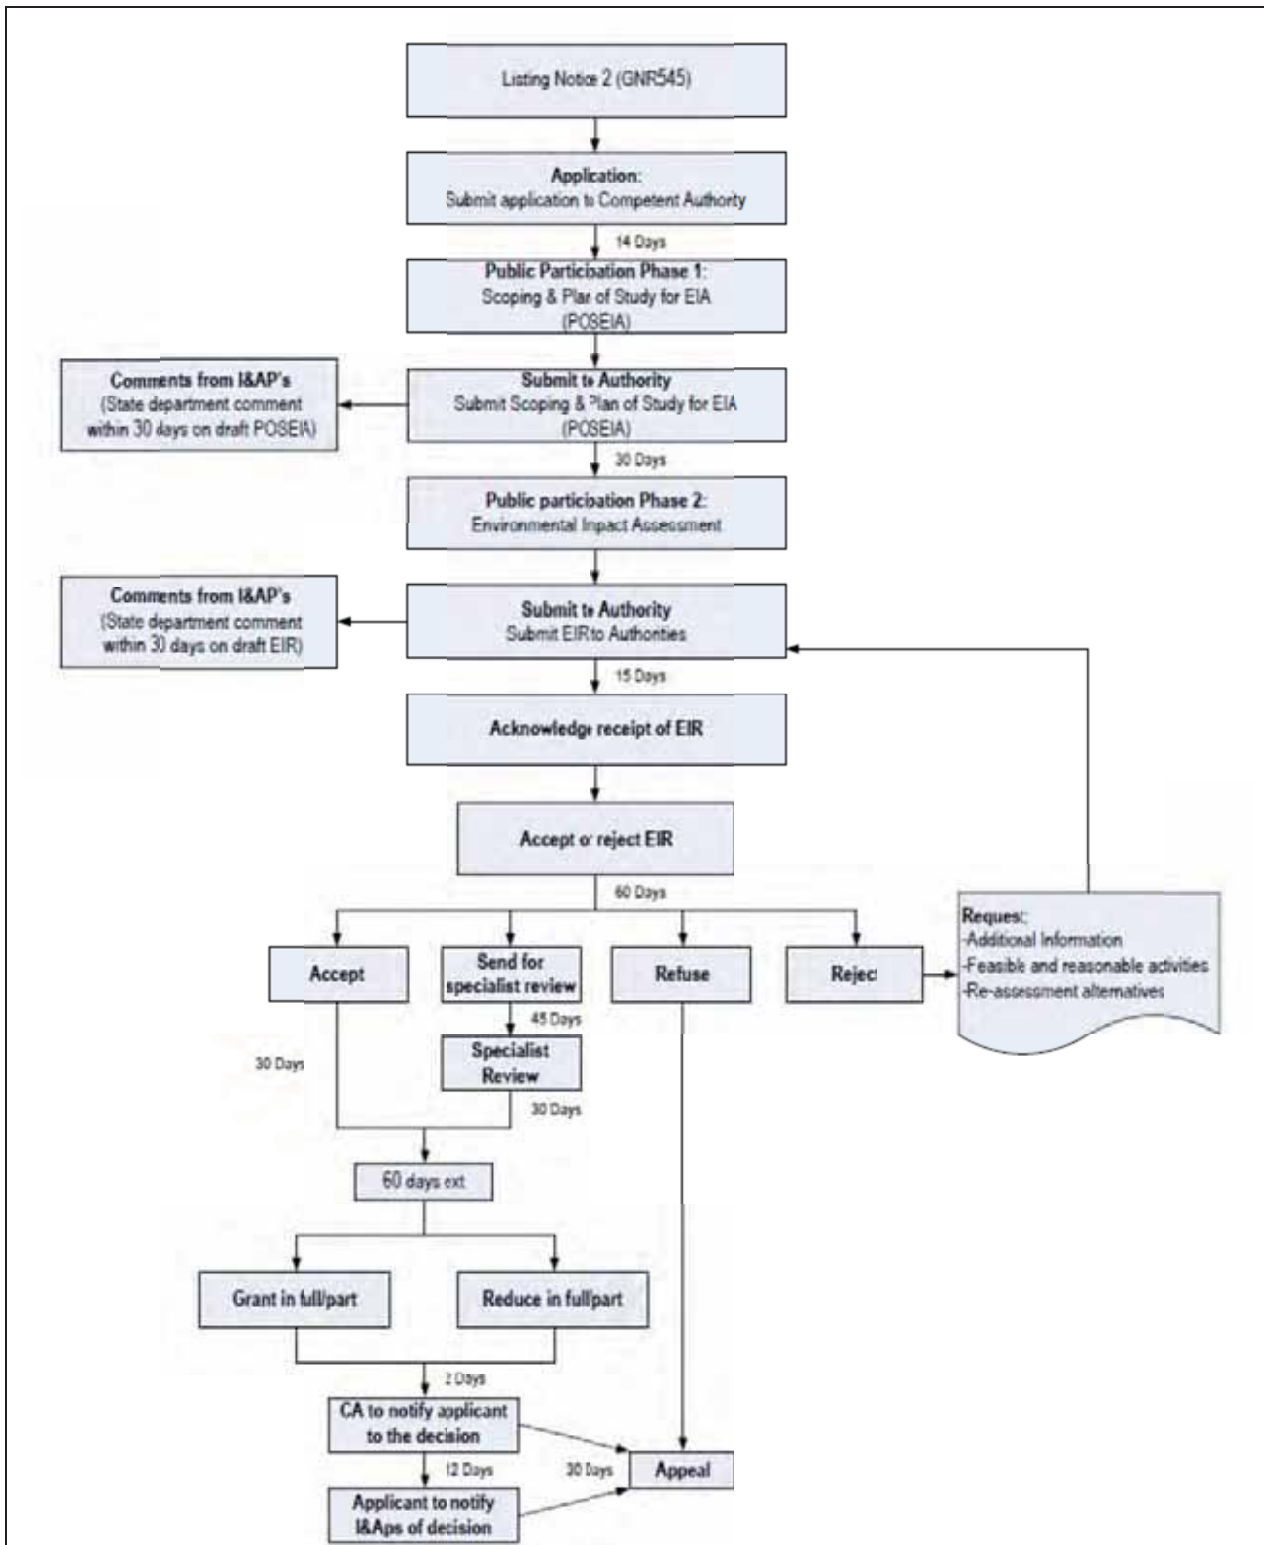 Listing Notice 2 (GNR545)
Application:
Submit application to Competent Authority
14 Days
Public Participation Phase 1:
Scoping & Plan of Study for EIA
(POSEIA)
Submit to Authority
Submit Scoping & Plan of Study for EIA
(POSEIA)
Comments from I&AP's
(State department comment
within 30 days on draft POSEIA)
30 Days
Public participation Phase 2:
Environmental Impact Assessment
Submit to Authority
Submit EIR to Authorities
Comments from I&AP's
(State department comment
within 30 days on draft EIR)
15 Days
Acknowledge receipt of EIR
Accept or reject EIR
60 Days
Accept
Send for
specialist review
Refuse
Reject
Request:
-Additional Information
-Feasible and reasonable activities
-Re-assessment alternatives
45 Days
Specialist
Review
30 Days
30 Days
60 days ext
Grant in full/part
Reduce in full/part
2 Days
CA to notify applicant
to the decision
12 Days
30 Days
Appeal
Applicant to notify
I&Aps of decision